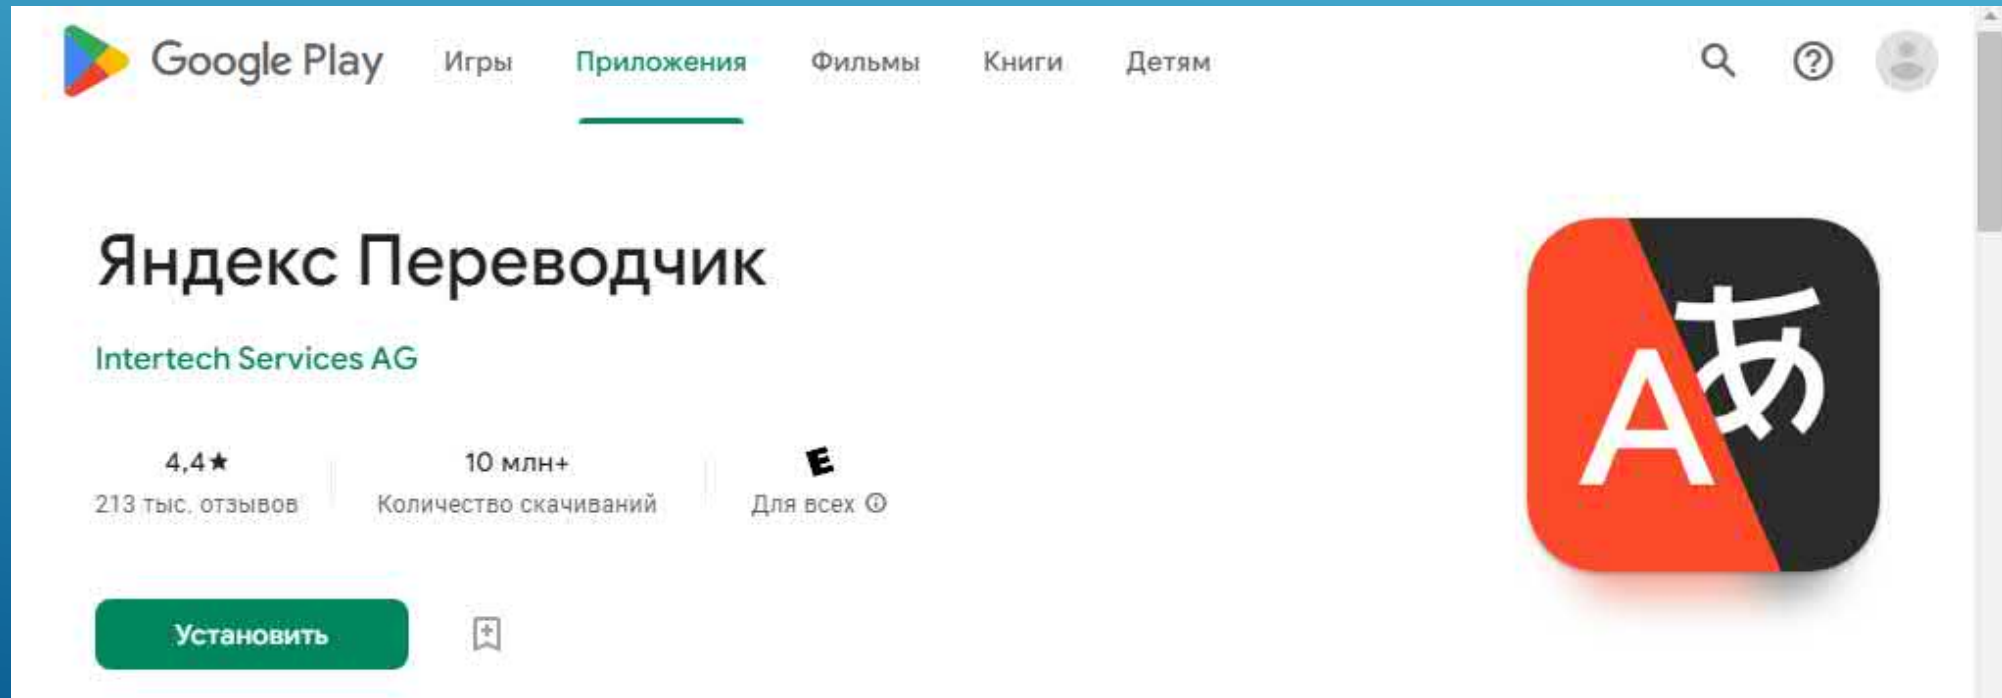 Google Play Игры Приложения Фильмы Книги Детям
Яндекс Переводчик
Intertech Services AG
4,4★ 10 млн+ E
213 тыс. отзывов Количество скачиваний Для всех
Установить
A あ